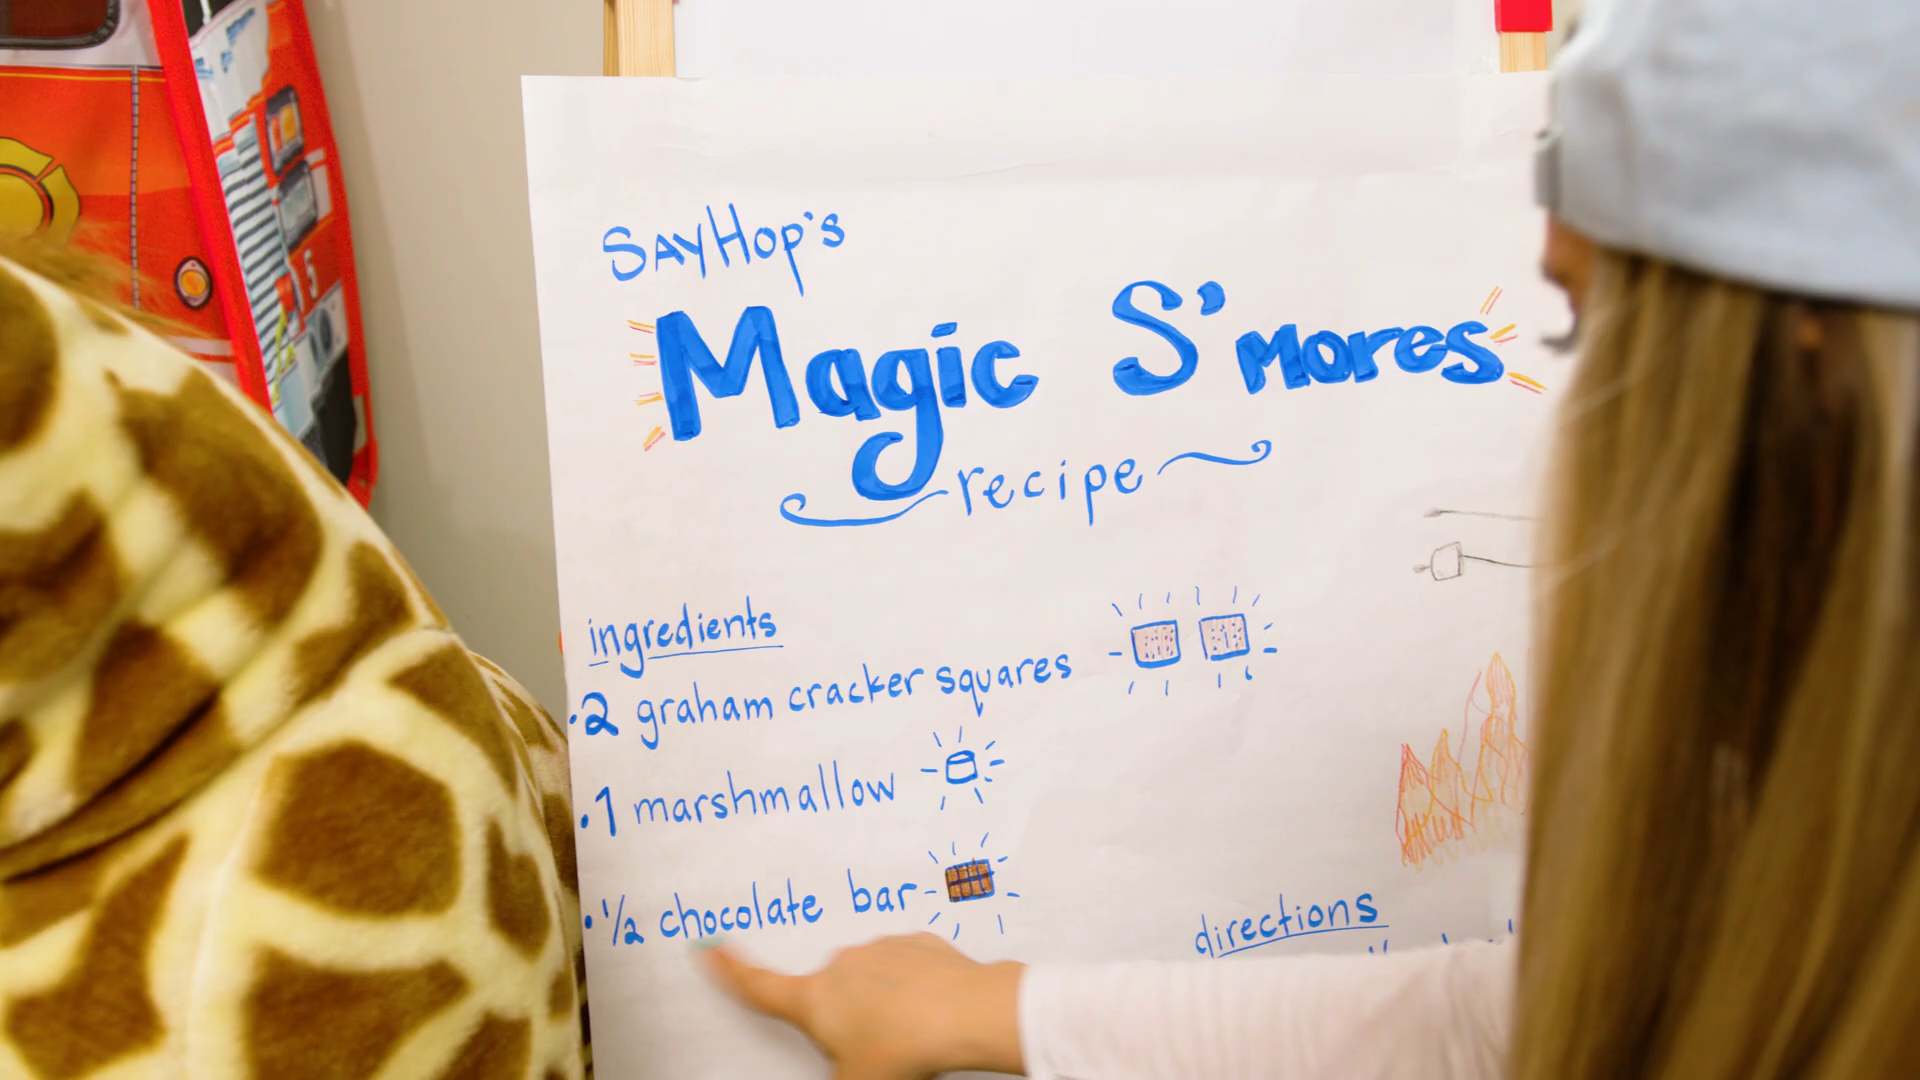 SAYHOP's
Magic S'mores
recipe
ingredients
• 2 graham cracker squares
• 1 marshmallow
• 1/2 chocolate bar
directions